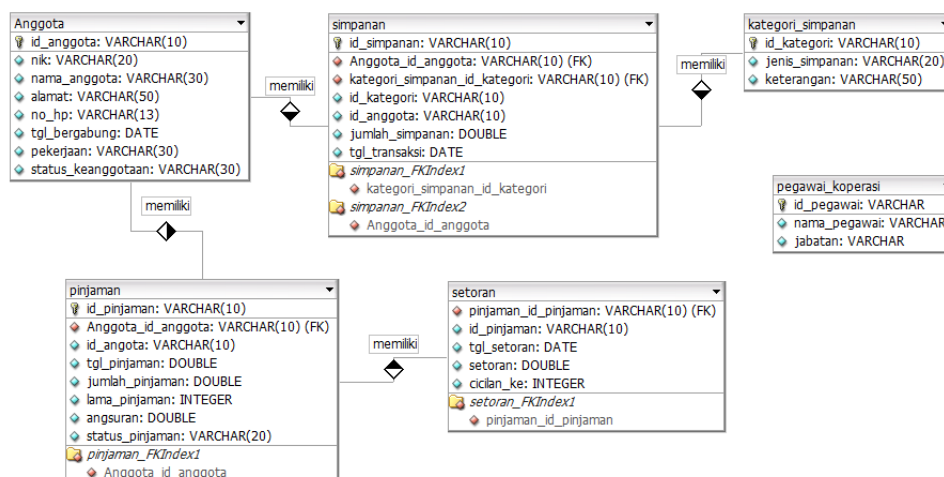 Anggota
id_anggota: VARCHAR(10)
nik: VARCHAR(20)
nama_anggota: VARCHAR(30)
alamat: VARCHAR(50)
no_hp: VARCHAR(13)
tgl_bergabung: DATE
pekerjaan: VARCHAR(30)
status_keanggotaan: VARCHAR(30)
memiliki
simpanan
id_simpanan: VARCHAR(10)
Anggota_id_anggota: VARCHAR(10) (FK)
kategori_simpanan_id_kategori: VARCHAR(10) (FK)
id_kategori: VARCHAR(10)
id_anggota: VARCHAR(10)
jumlah_simpanan: DOUBLE
tgl_transaksi: DATE
simpanan_FKIndex1
kategori_simpanan_id_kategori
simpanan_FKIndex2
Anggota_id_anggota
memiliki
kategori_simpanan
id_kategori: VARCHAR(10)
jenis_simpanan: VARCHAR(20)
keterangan: VARCHAR(50)
pegawai_koperasi
id_pegawai: VARCHAR
nama_pegawai: VARCHAR
jabatan: VARCHAR
memiliki
pinjaman
id_pinjaman: VARCHAR(10)
Anggota_id_anggota: VARCHAR(10) (FK)
id_angota: VARCHAR(10)
tgl_pinjaman: DOUBLE
jumlah_pinjaman: DOUBLE
lama_pinjaman: INTEGER
angsuran: DOUBLE
status_pinjaman: VARCHAR(20)
pinjaman_FKIndex1
Anggota_id_anggota
memiliki
setoran
pinjaman_id_pinjaman: VARCHAR(10) (FK)
id_pinjaman: VARCHAR(10)
tgl_setoran: DATE
setoran: DOUBLE
cicilan_ke: INTEGER
setoran_FKIndex1
pinjaman_id_pinjaman